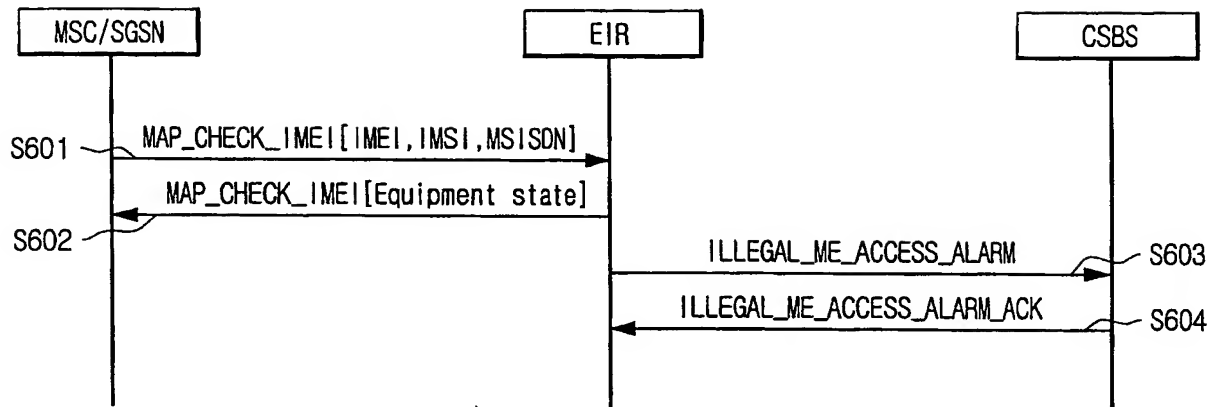 MSC/SGSN
EIR
CSBS
S601
MAP_CHECK_IMEI[IMEI,IMSI,MSISDN]
MAP_CHECK_IMEI[Equipment state]
S602
ILLEGAL_ME_ACCESS_ALARM
S603
ILLEGAL_ME_ACCESS_ALARM_ACK
S604